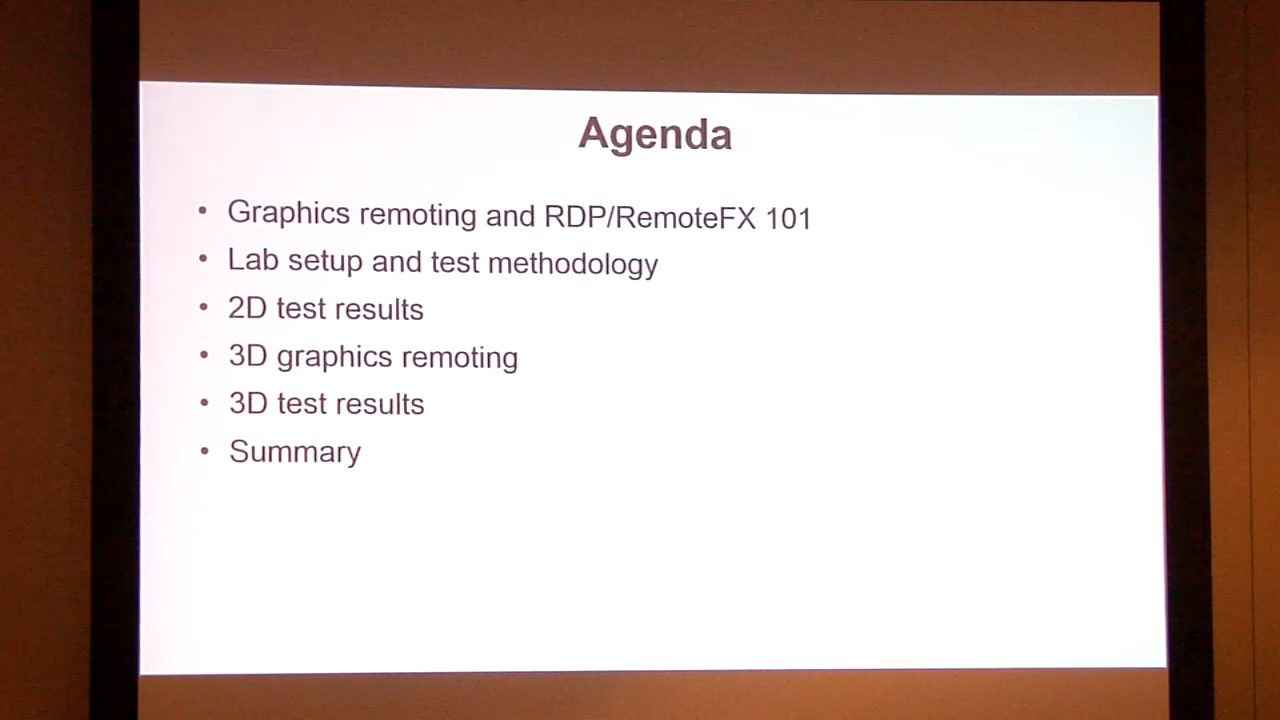 Agenda
• Graphics remoting and RDP/RemoteFX 101
• Lab setup and test methodology
• 2D test results
• 3D graphics remoting
• 3D test results
• Summary